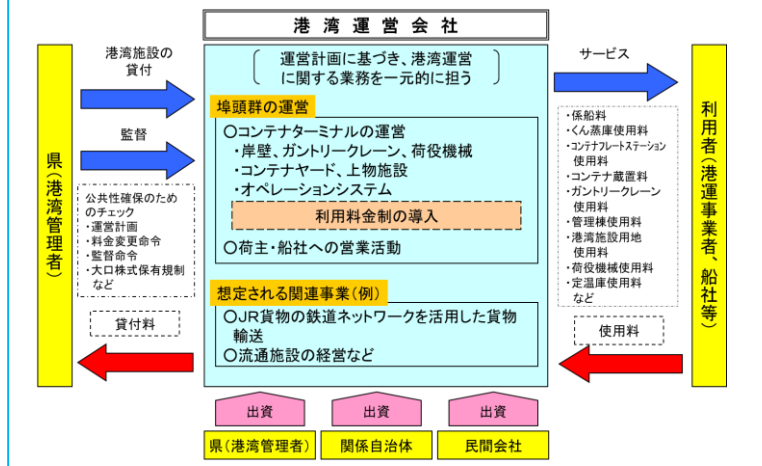 港湾運営会社
県(港湾管理者)
港湾施設の
貸付
監督
公共性確保のため
のチェック
・運営計画
・料金変更命令
・監督命令
・大口株式保有規制
など
貸付料
運営計画に基づき、港湾運営
に関する業務を一元的に担う
埠頭群の運営
〇コンテナターミナルの運営
・岸壁、ガントリークレーン、荷役機械
・コンテナヤード、上物施設
・オペレーションシステム
利用料金制の導入
〇荷主・船社への営業活動
想定される関連事業(例)
〇JR貨物の鉄道ネットワークを活用した貨物
輸送
〇流通施設の経営など
サービス
・係船料
・くん蒸庫使用料
・コンテナフレートステーション
使用料
・コンテナ蔵置料
・ガントリークレーン
使用料
・管理棟使用料
・港湾施設用地
使用料
・荷役機械使用料
・定温庫使用料
など
使用料
利用者(港運事業者、船社等)
出資
出資
出資
県(港湾管理者)
関係自治体
民間会社